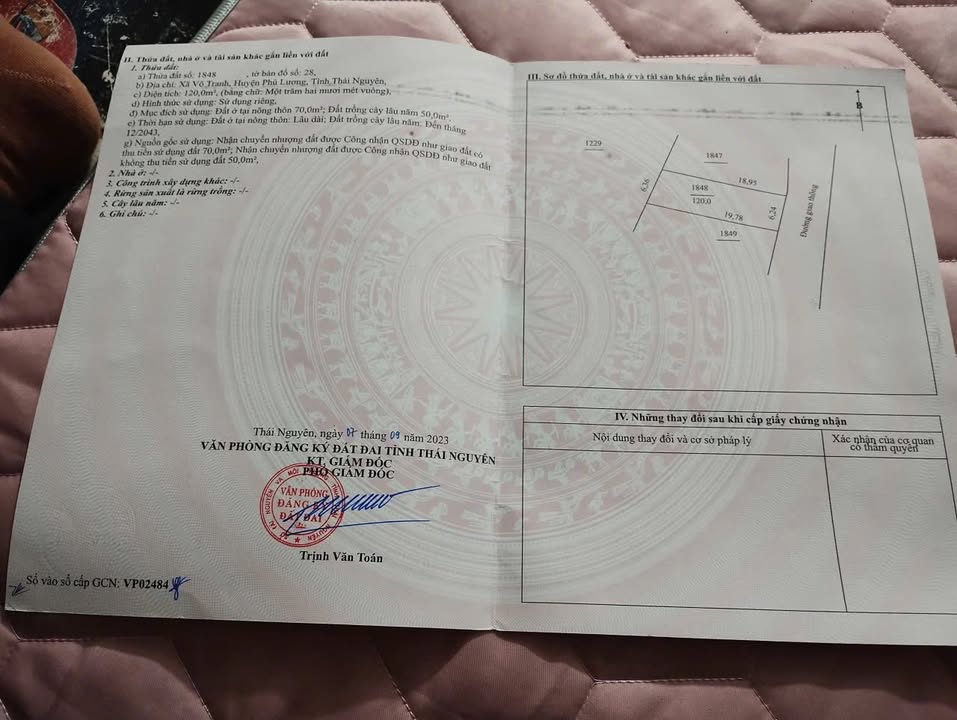 II. Thửa đất, nhà ở và tài sản khác gắn liền với đất
1. Thửa đất:
a) Thửa đất số: 1848 , tờ bản đồ số: 28,
b) Địa chỉ: Xã Vô Tranh, Huyện Phú Lương, Tỉnh Thái Nguyên,
c) Diện tích: 120,0m², (bằng chữ: Một trăm hai mươi mét vuông),
d) Hình thức sử dụng: Sử dụng riêng,
đ) Mục đích sử dụng: Đất ở tại nông thôn 70,0m²; Đất trồng cây lâu năm 50,0m²,
e) Thời hạn sử dụng: Đất ở tại nông thôn: Lâu dài; Đất trồng cây lâu năm: Đến tháng
12/2043,
g) Nguồn gốc sử dụng: Nhận chuyển nhượng đất được Công nhận QSDĐ như giao đất có
thu tiền sử dụng đất 70,0m²; Nhận chuyển nhượng đất được Công nhận QSDĐ như giao đất
không thu tiền sử dụng đất 50,0m²,
2. Nhà ở: -/-
3. Công trình xây dựng khác: -/-
4. Rừng sản xuất là rừng trồng: -/-
5. Cây lâu năm: -/-
6. Ghi chú: -/-
Thái Nguyên, ngày 07 tháng 09 năm 2023
VĂN PHÒNG ĐĂNG KÝ ĐẤT ĐAI TỈNH THÁI NGUYÊN
KT, GIÁM ĐỐC
PHÓ GIÁM ĐỐC
VĂN PHÒNG
ĐĂNG KÝ
ĐẤT ĐAI
Trịnh Văn Toán
Số vào sổ cấp GCN: VP02484
III. Sơ đồ thửa đất, nhà ở và tài sản khác gắn liền với đất
B
1229
1847
6,36
18,95
1848
120,0
19,78
6,24
1849
Đường giao thông
IV. Những thay đổi sau khi cấp giấy chứng nhận
Nội dung thay đổi và cơ sở pháp lý
Xác nhận của cơ quan
có thẩm quyền